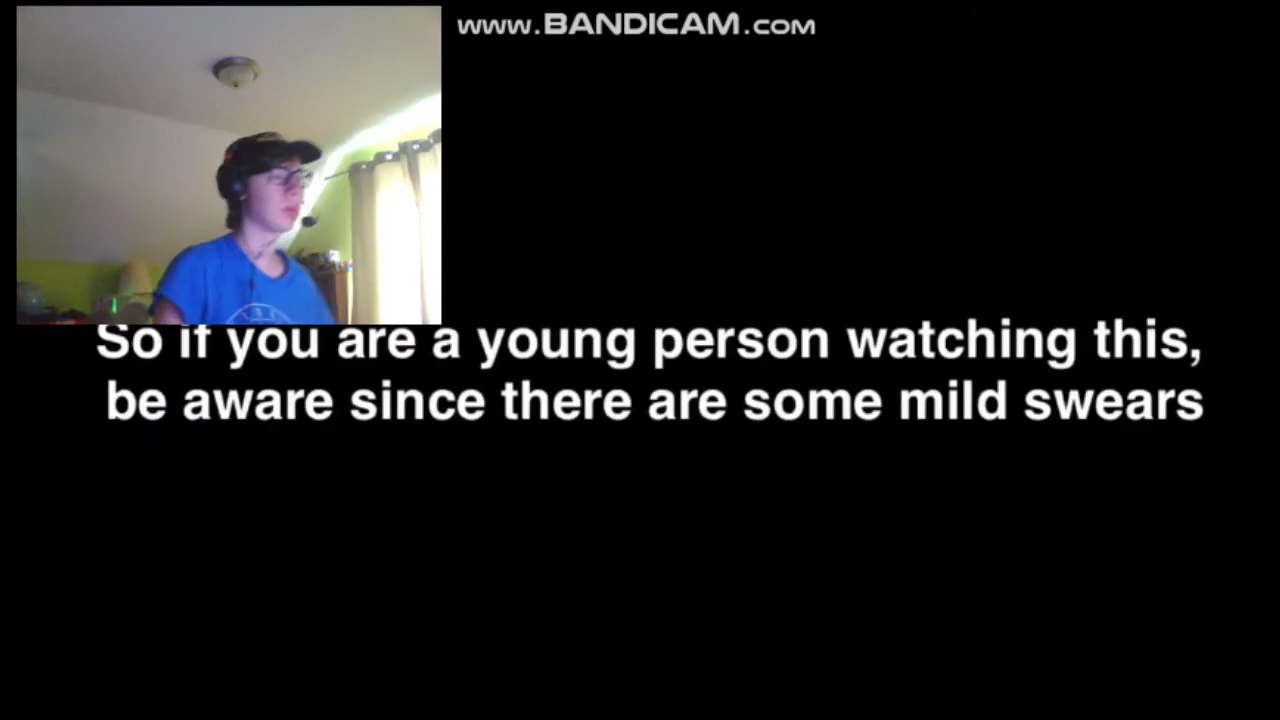 www.BANDICAM.com
So if you are a young person watching this,
be aware since there are some mild swears